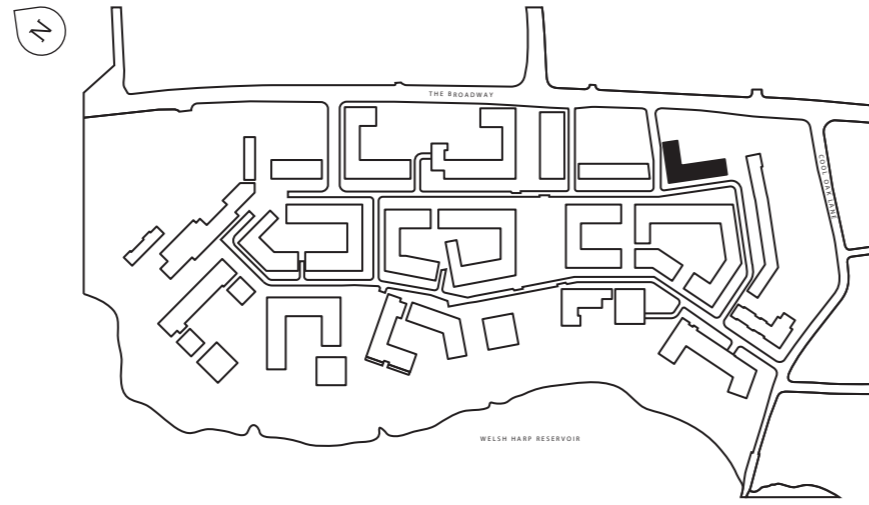 N
THE BROADWAY
COOL OAK LANE
WELSH HARP RESERVOIR